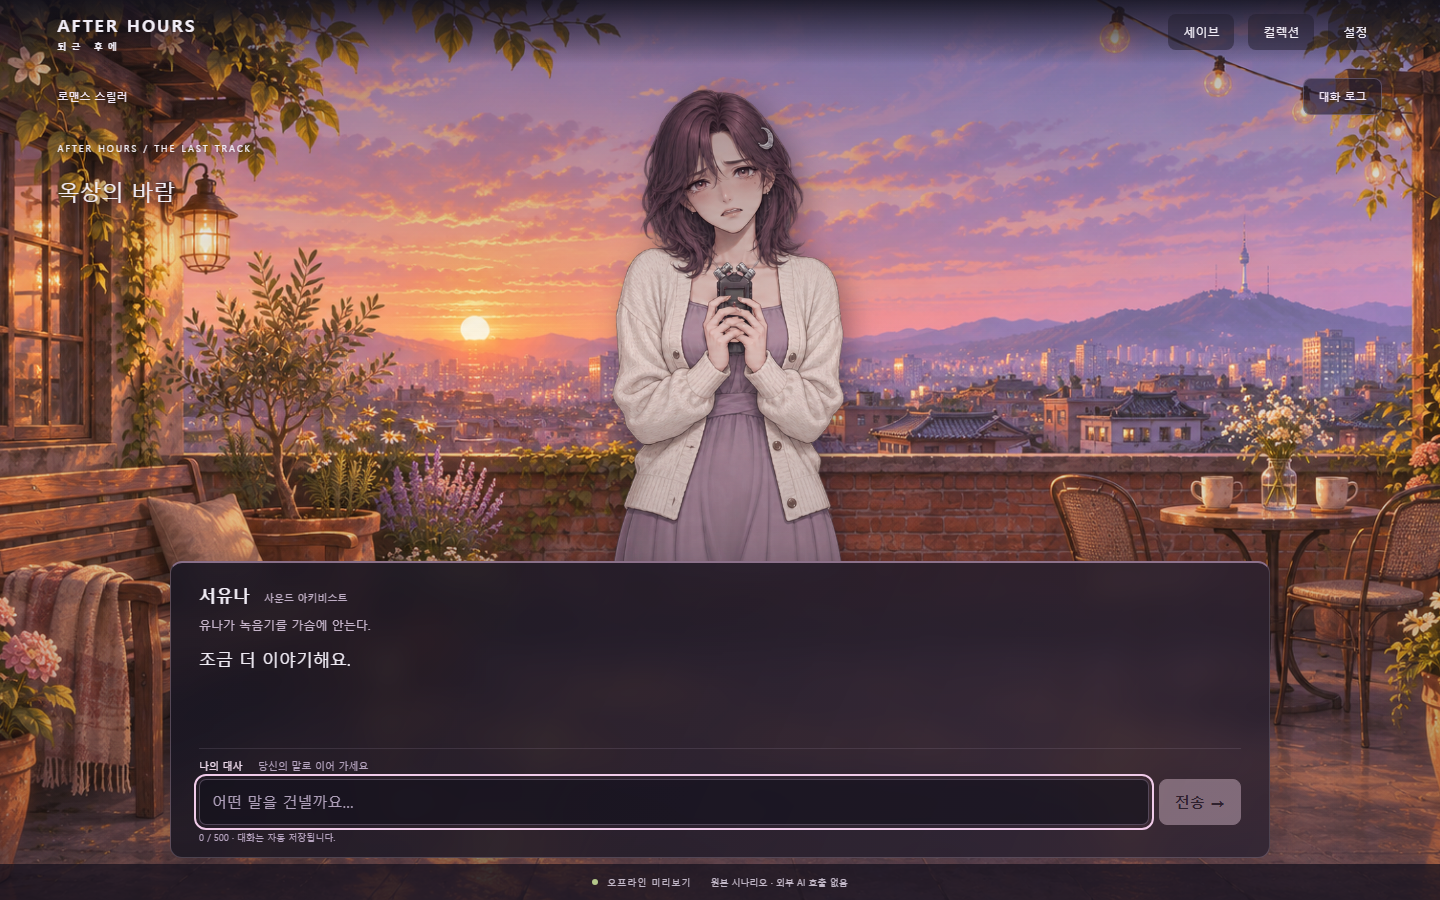 AFTER HOURS
퇴근 후에
세이브
컬렉션
설정
로맨스 스릴러
대화 로그
AFTER HOURS / THE LAST TRACK
옥상의 바람
서유나 사운드 아키비스트
유나가 녹음기를 가슴에 안는다.
조금 더 이야기해요.
나의 대사 당신의 말로 이어 가세요
어떤 말을 건넬까요...
전송 →
0 / 500 · 대화는 자동 저장됩니다.
오프라인 미리보기 원본 시나리오 · 외부 AI 호출 없음